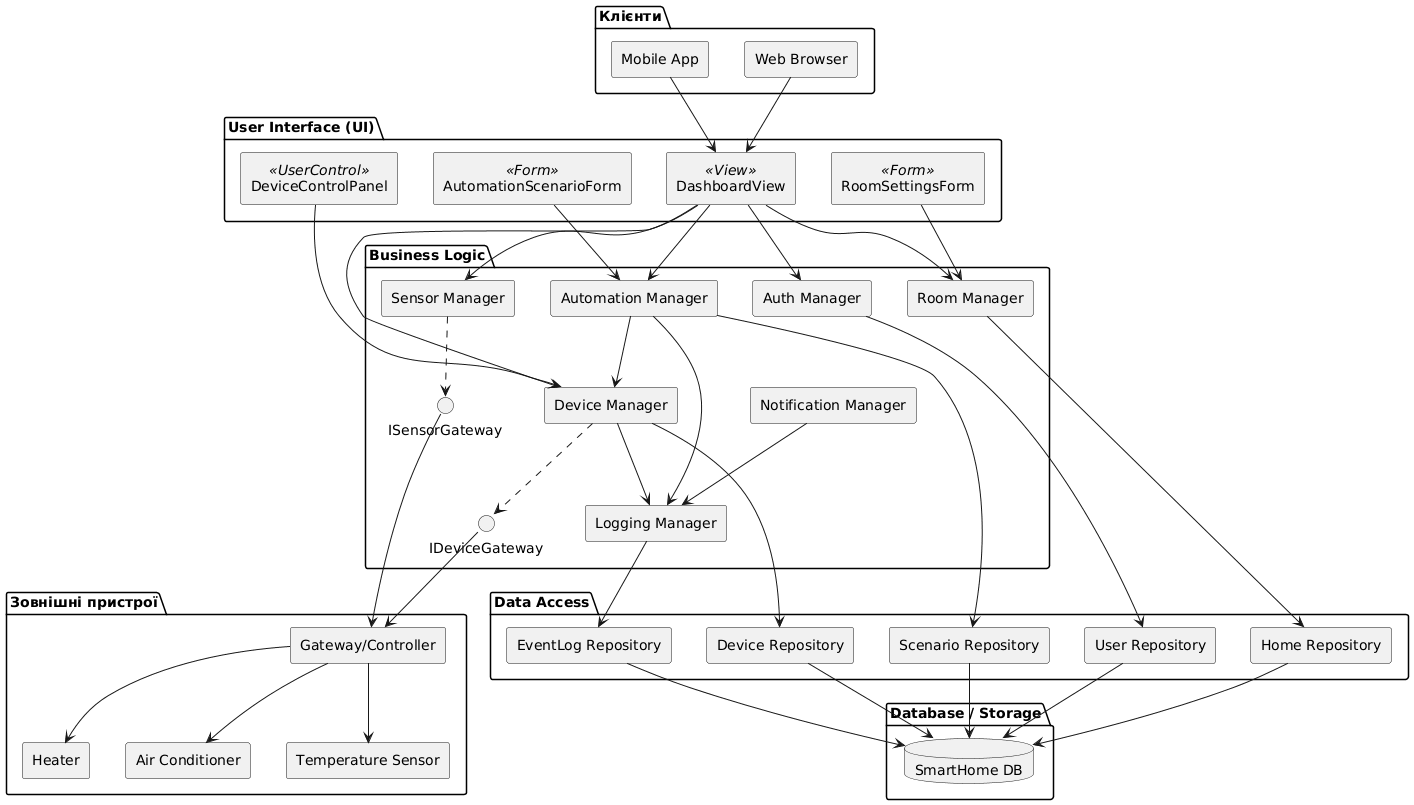 Клієнти
Mobile App
Web Browser
User Interface (UI)
«UserControl»
DeviceControlPanel
«Form»
AutomationScenarioForm
«View»
DashboardView
«Form»
RoomSettingsForm
Business Logic
Sensor Manager
Automation Manager
Auth Manager
Room Manager
Device Manager
Notification Manager
ISensorGateway
Logging Manager
IDeviceGateway
Зовнішні пристрої
Gateway/Controller
Heater
Air Conditioner
Temperature Sensor
Data Access
EventLog Repository
Device Repository
Scenario Repository
User Repository
Home Repository
Database / Storage
SmartHome DB